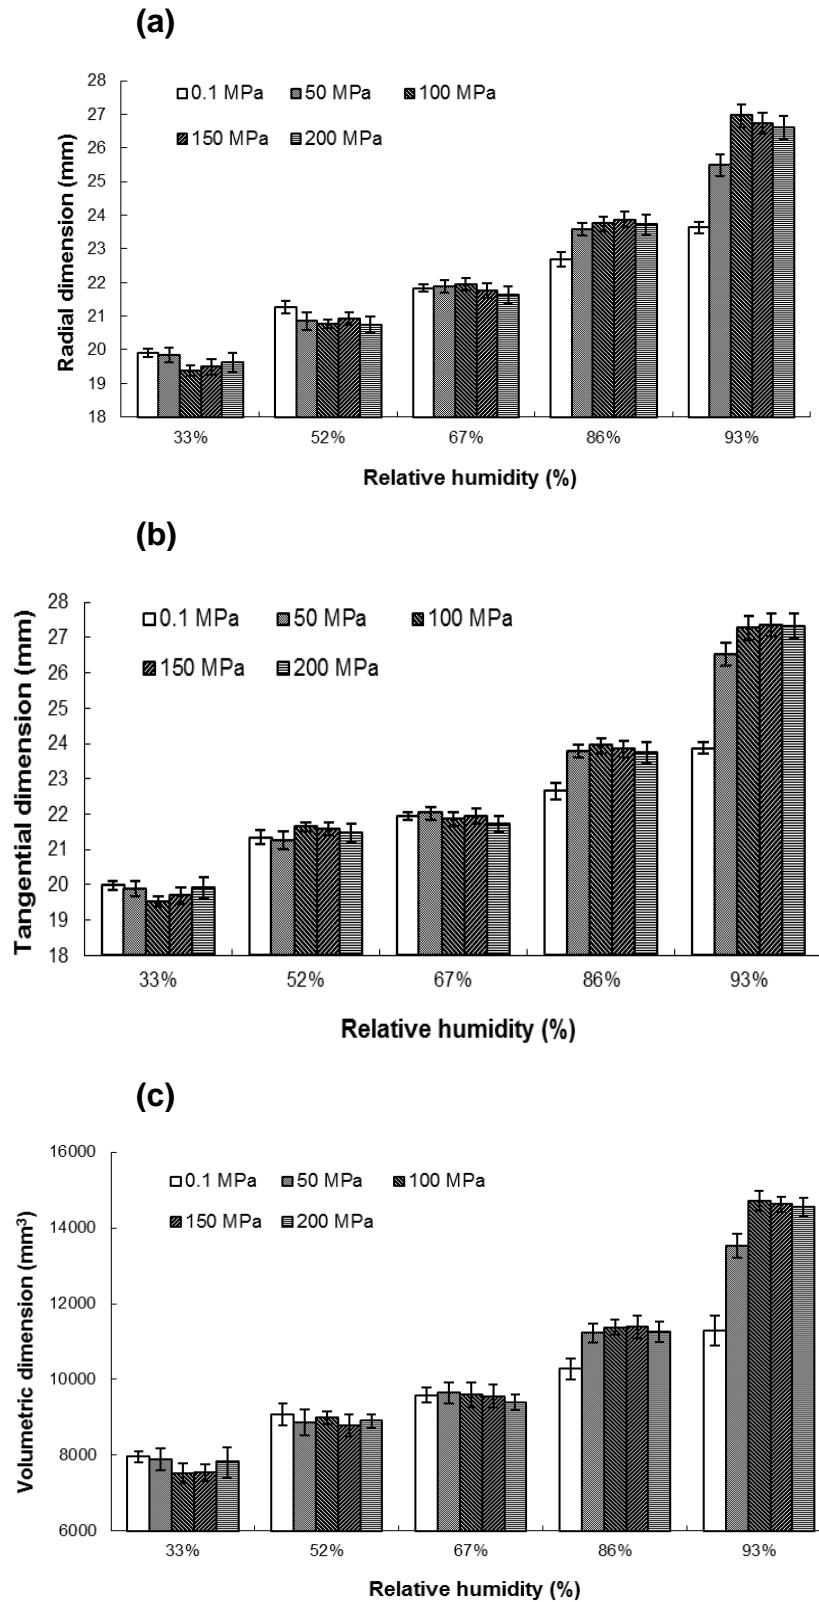 (a)
Radial dimension (mm)
28
27
26
25
24
23
22
21
20
19
18
0.1 MPa 50 MPa 100 MPa
150 MPa 200 MPa
33% 52% 67% 86% 93%
Relative humidity (%)
(b)
Tangential dimension (mm)
28
27
26
25
24
23
22
21
20
19
18
0.1 MPa 50 MPa 100 MPa
150 MPa 200 MPa
33% 52% 67% 86% 93%
Relative humidity (%)
(c)
Volumetric dimension (mm³)
16000
14000
12000
10000
8000
6000
0.1 MPa 50 MPa 100 MPa
150 MPa 200 MPa
33% 52% 67% 86% 93%
Relative humidity (%)